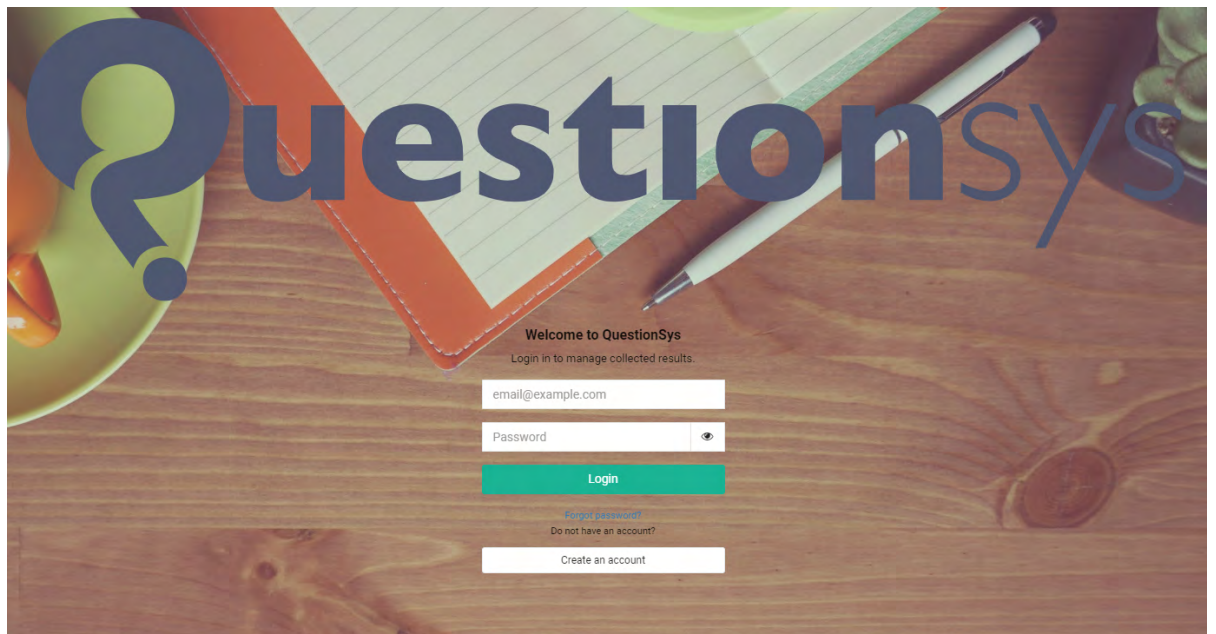 Questionsys
Welcome to QuestionSys
Login in to manage collected results.
email@example.com
Password
Login
Forgot password?
Do not have an account?
Create an account